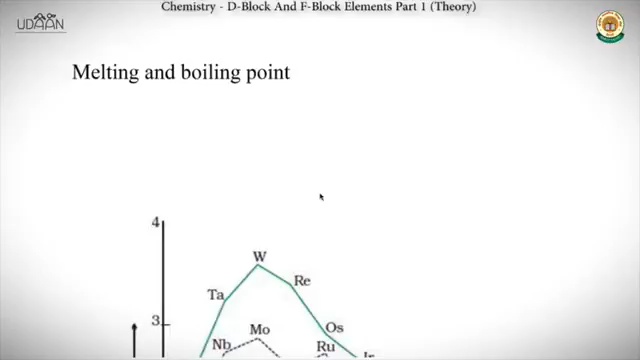 Chemistry - D-Block And F-Block Elements Part 1 (Theory)
UDAAN
Melting and boiling point
4
W
Ta
Re
3
Nb
Mo
Os
Ru
Ir